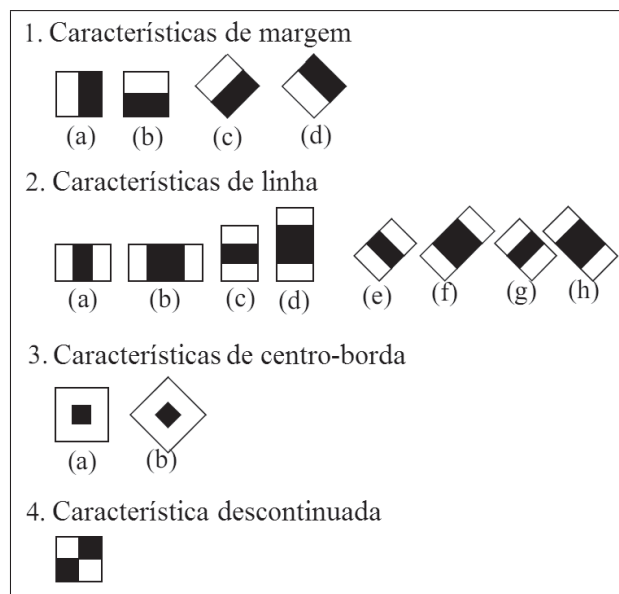 1. Características de margem
(a) (b) (c) (d)
2. Características de linha
(a) (b) (c) (d) (e) (f) (g) (h)
3. Características de centro-borda
(a) (b)
4. Característica descontinuada